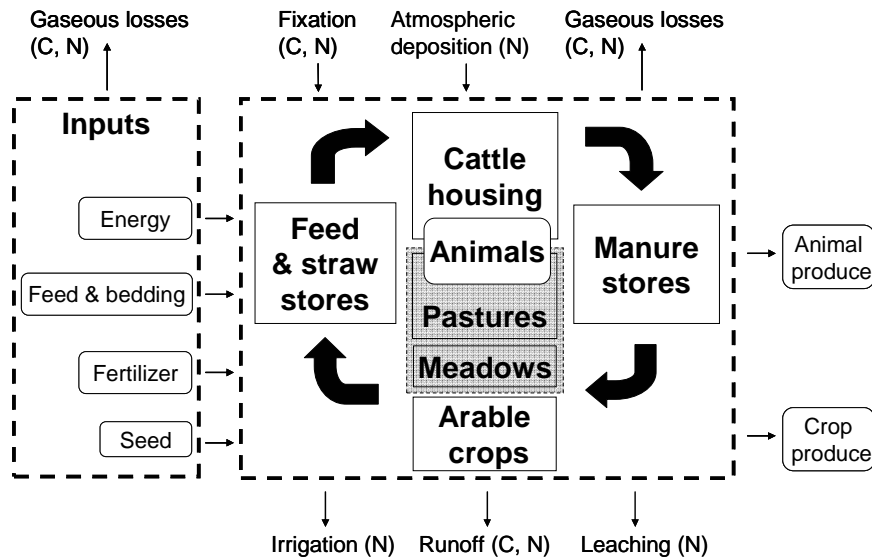 Gaseous losses
(C, N)
Fixation
(C, N)
Atmospheric
deposition (N)
Gaseous losses
(C, N)
Inputs
Energy
Feed & bedding
Fertilizer
Seed
Cattle
housing
Feed
& straw
stores
Animals
Manure
stores
Pastures
Meadows
Arable
crops
Animal
produce
Crop
produce
Irrigation (N)
Runoff (C, N)
Leaching (N)